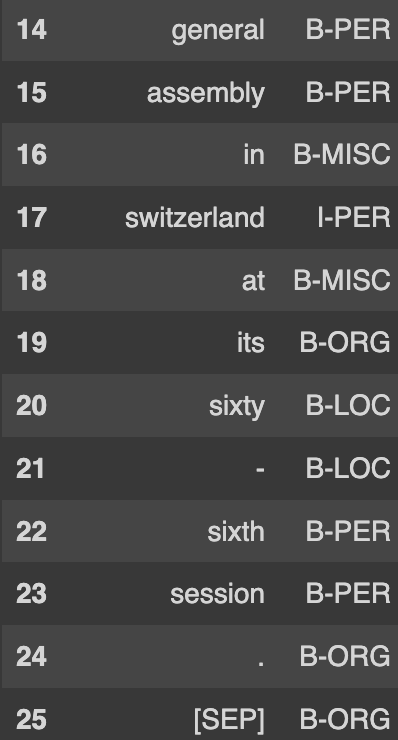 14 general B-PER
15 assembly B-PER
16 in B-MISC
17 switzerland I-PER
18 at B-MISC
19 its B-ORG
20 sixty B-LOC
21 - B-LOC
22 sixth B-PER
23 session B-PER
24 . B-ORG
25 [SEP] B-ORG